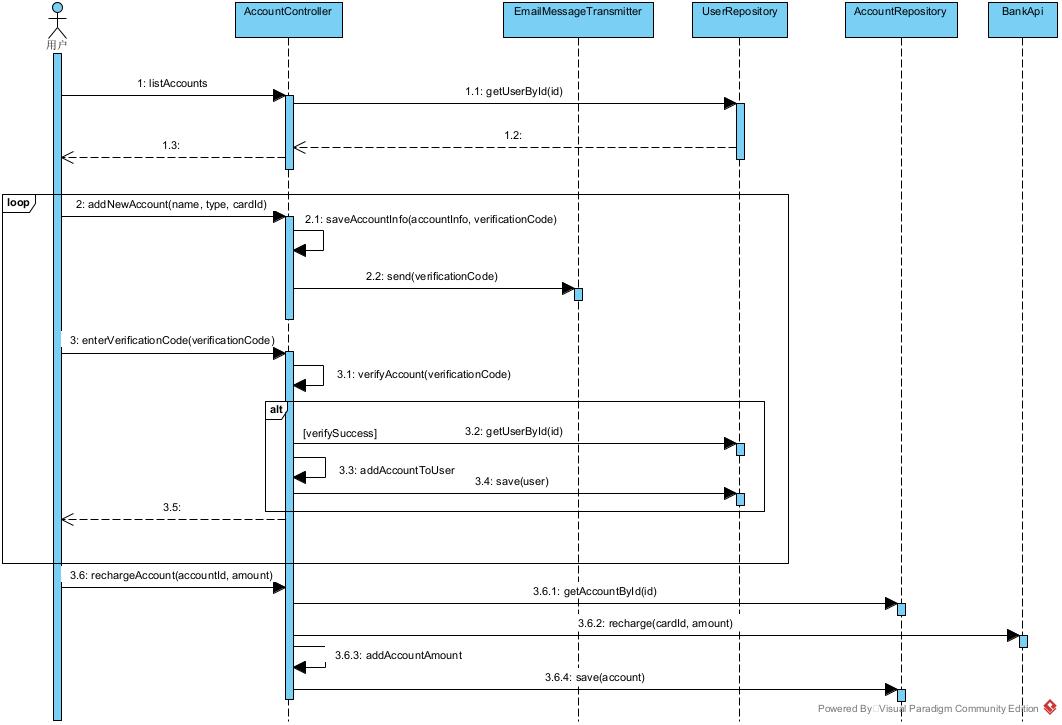 AccountController
EmailMessageTransmitter
UserRepository
AccountRepository
BankApi
用户
1: listAccounts
1.1: getUserById(id)
1.2:
1.3:
loop
2: addNewAccount(name, type, cardId)
2.1: saveAccountInfo(accountInfo, verificationCode)
2.2: send(verificationCode)
3: enterVerificationCode(verificationCode)
3.1: verifyAccount(verificationCode)
alt
[verifySuccess]
3.2: getUserById(id)
3.3: addAccountToUser
3.4: save(user)
3.5:
3.6: rechargeAccount(accountId, amount)
3.6.1: getAccountById(id)
3.6.2: recharge(cardId, amount)
3.6.3: addAccountAmount
3.6.4: save(account)
Powered By Visual Paradigm Community Edition